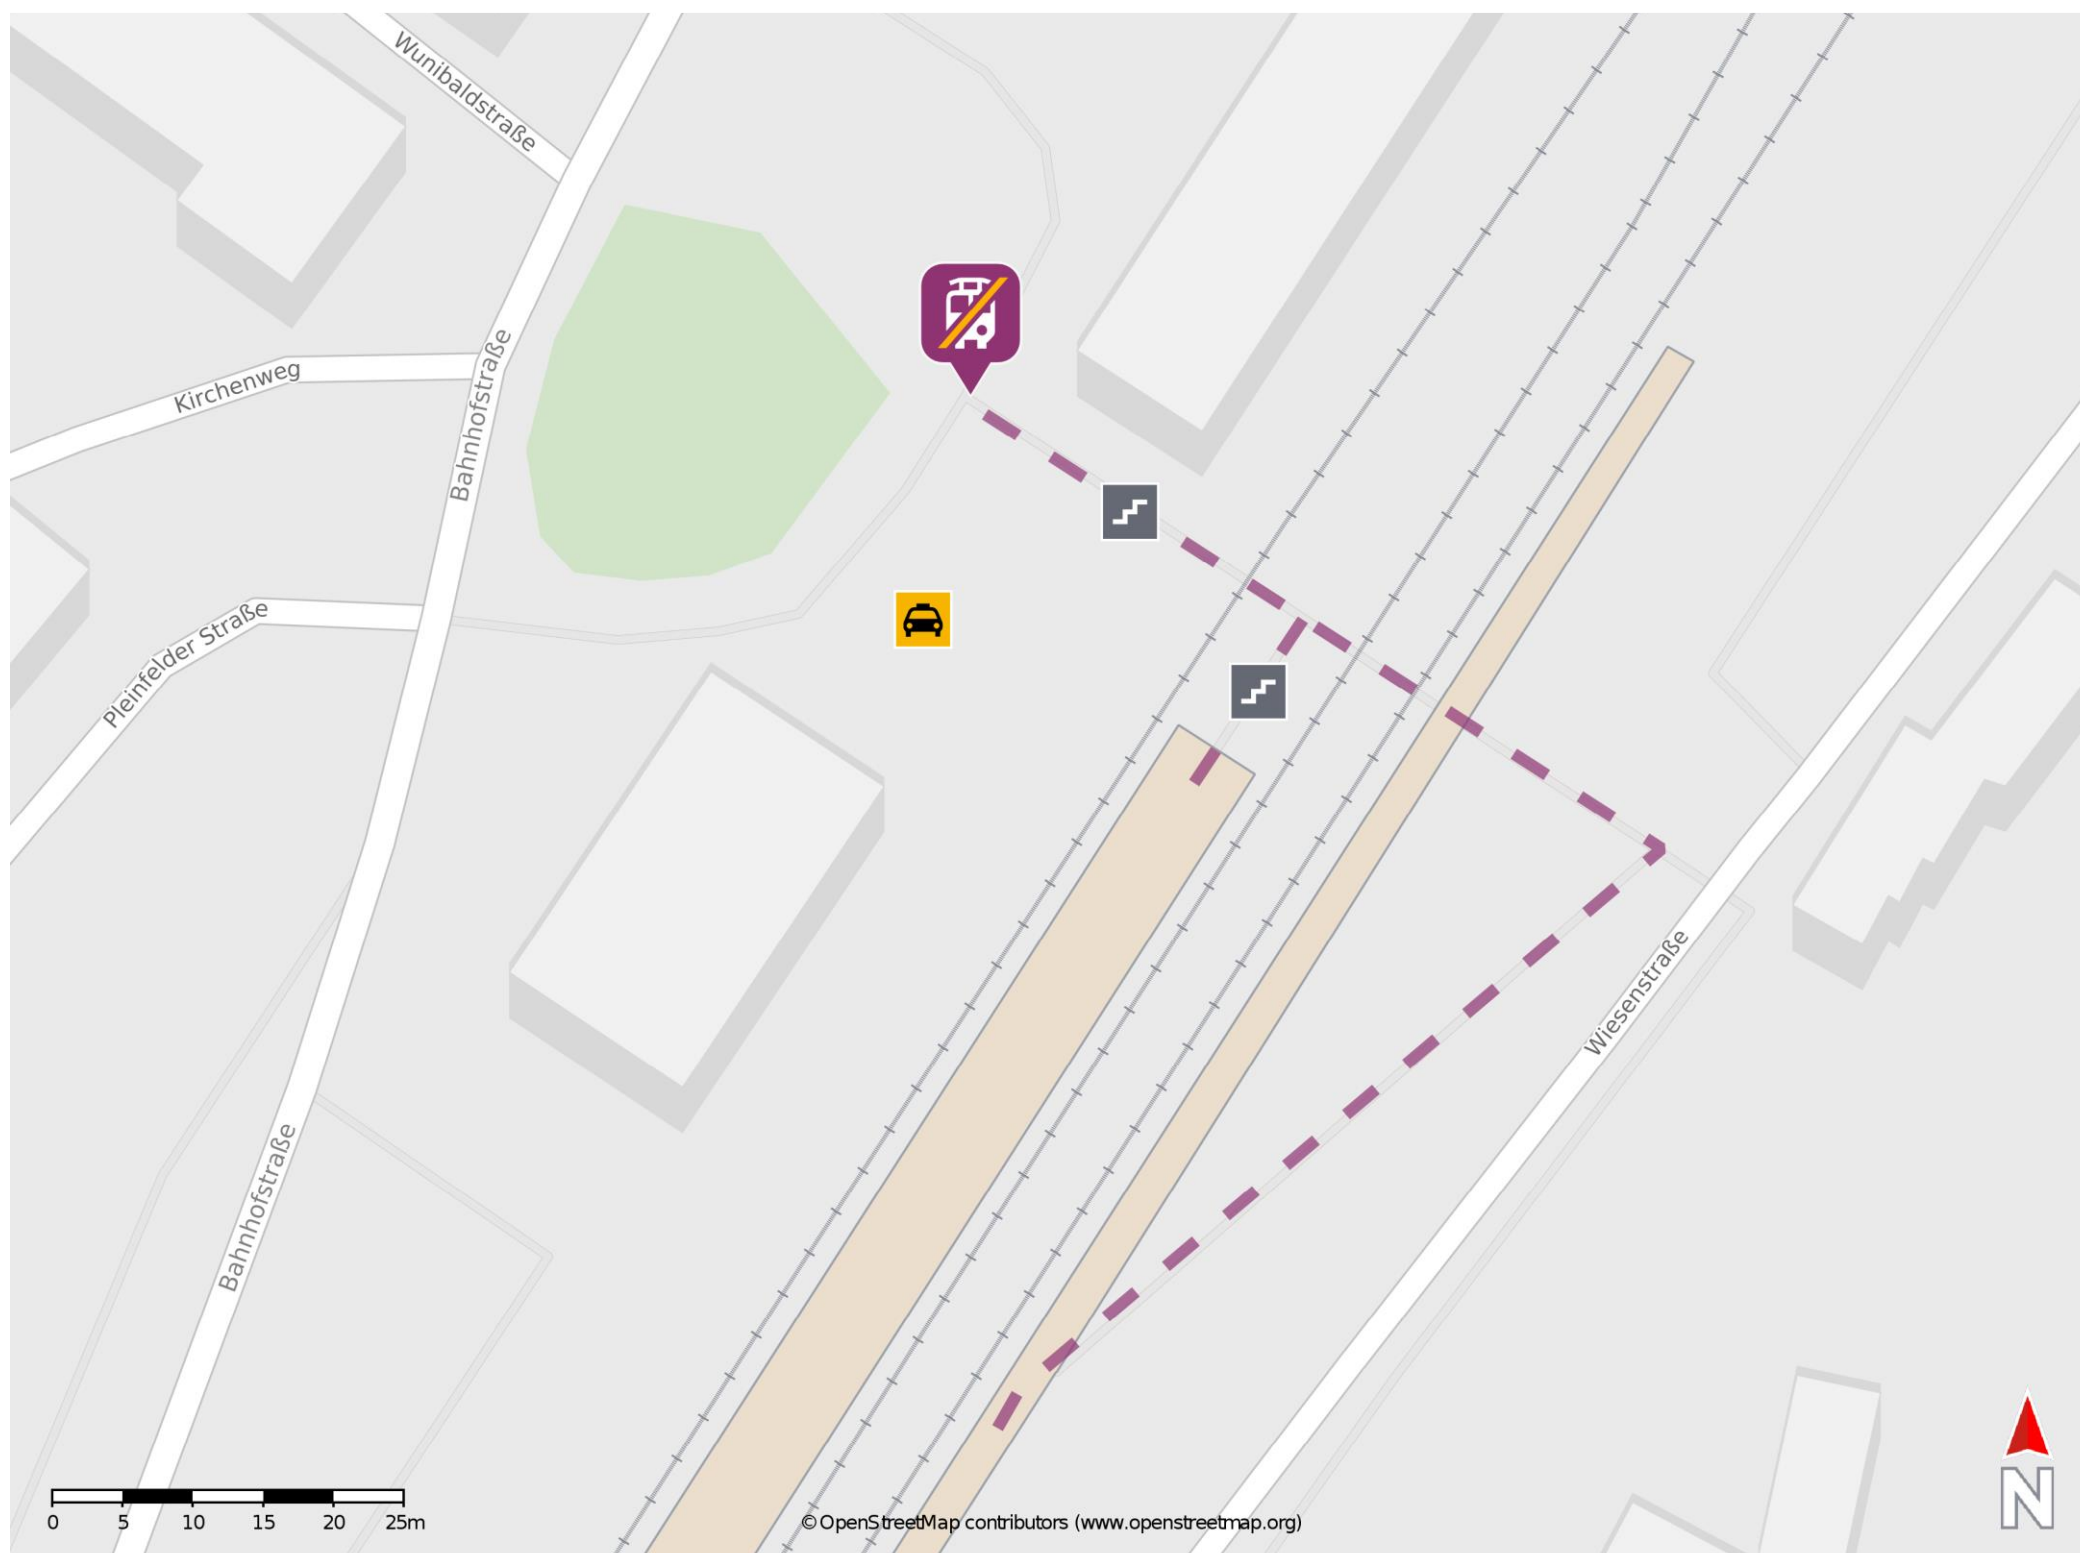 Wunibaldstraße
Bahnhofstraße
Kirchenweg
Pleinfelder Straße
Wiesenstraße
Bahnhofstraße
0 5 10 15 20 25m
©OpenStreetMap contributors (www.openstreetmap.org)
N